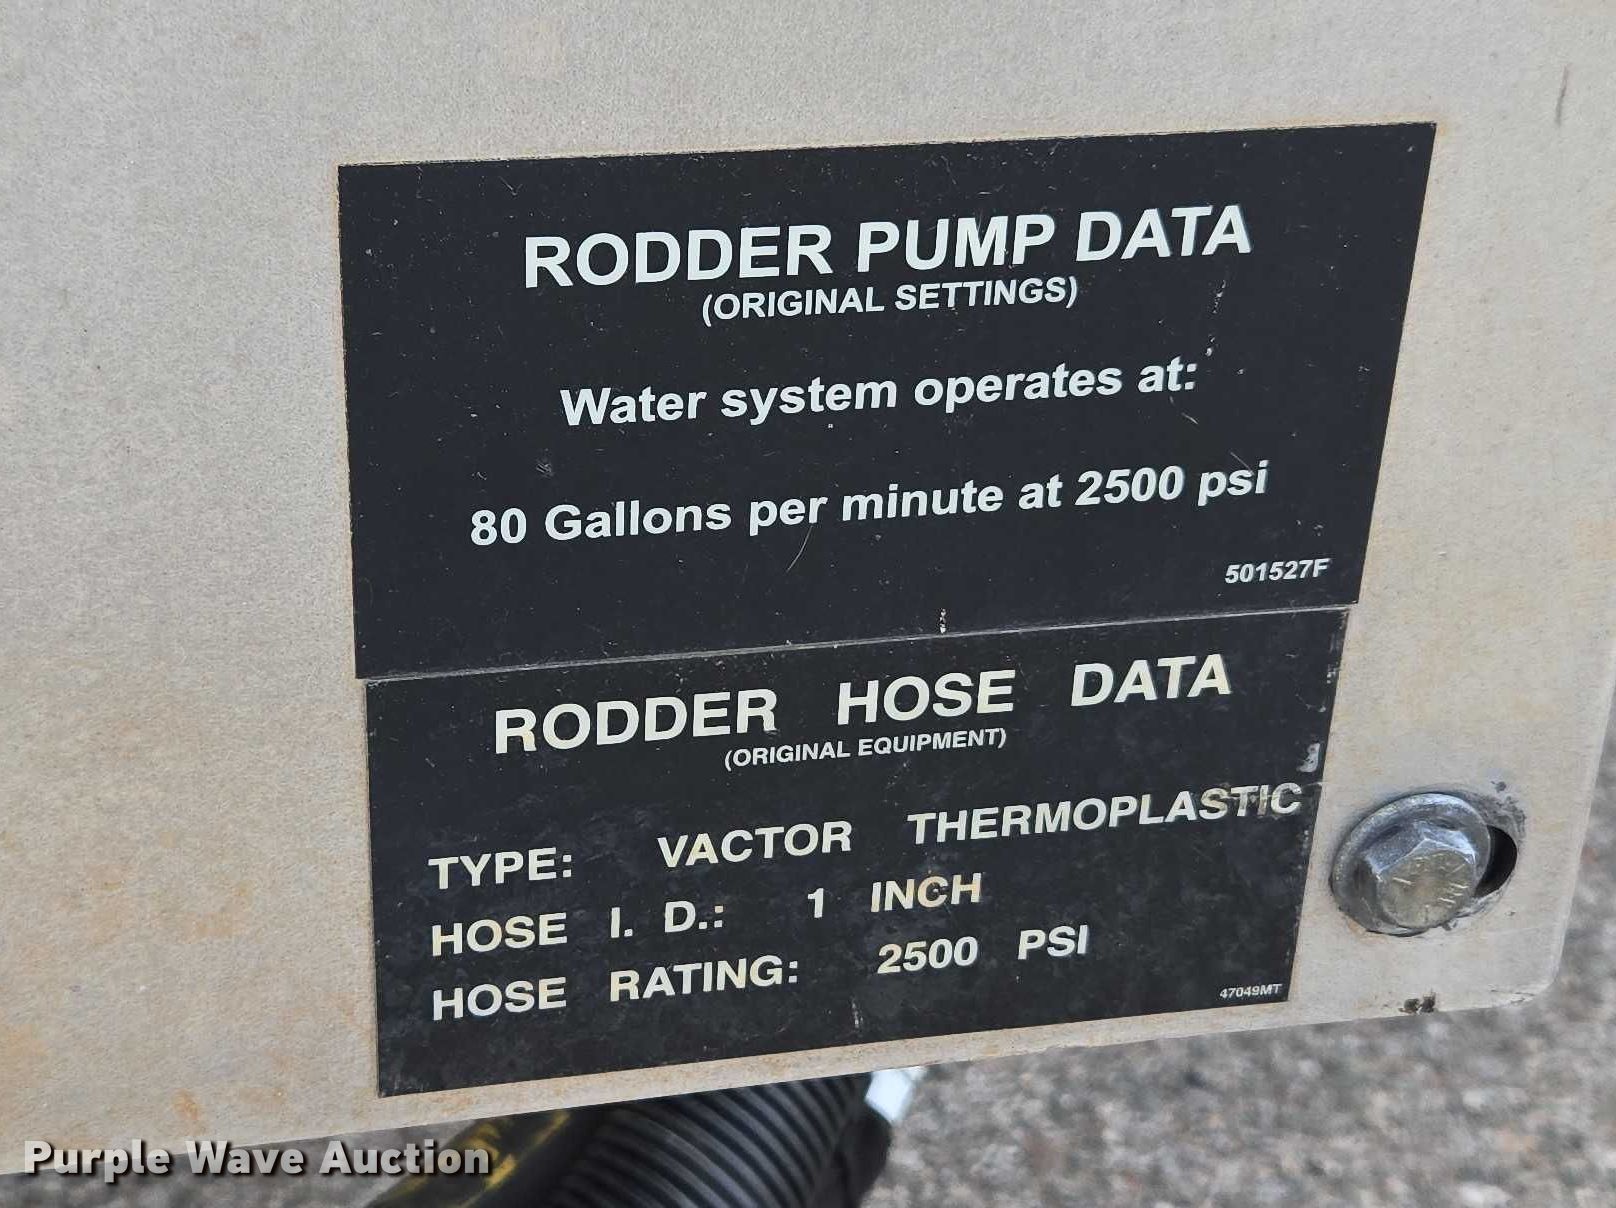 RODDER PUMP DATA
(ORIGINAL SETTINGS)
Water system operates at:
80 Gallons per minute at 2500 psi
501527F
RODDER HOSE DATA
(ORIGINAL EQUIPMENT)
TYPE: VACTOR THERMOPLASTIC
HOSE I. D.: 1 INCH
HOSE RATING: 2500 PSI
47049MT
Purple Wave Auction